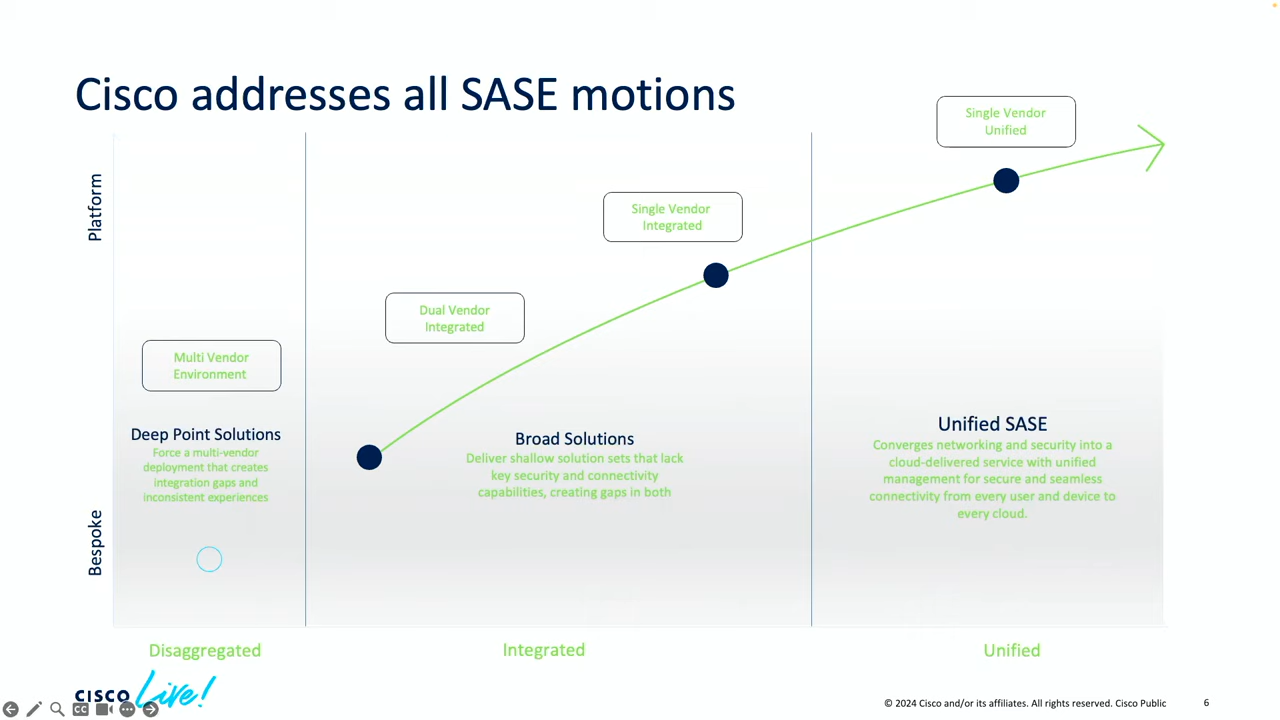 Cisco addresses all SASE motions
Platform
Bespoke
Single Vendor
Unified
Single Vendor
Integrated
Dual Vendor
Integrated
Multi Vendor
Environment
Deep Point Solutions
Force a multi-vendor
deployment that creates
integration gaps and
inconsistent experiences
Broad Solutions
Deliver shallow solution sets that lack
key security and connectivity
capabilities, creating gaps in both
Unified SASE
Converges networking and security into a
cloud-delivered service with unified
management for secure and seamless
connectivity from every user and device to
every cloud.
Disaggregated
Integrated
Unified
CISCO Live!
CC
© 2024 Cisco and/or its affiliates. All rights reserved. Cisco Public
6